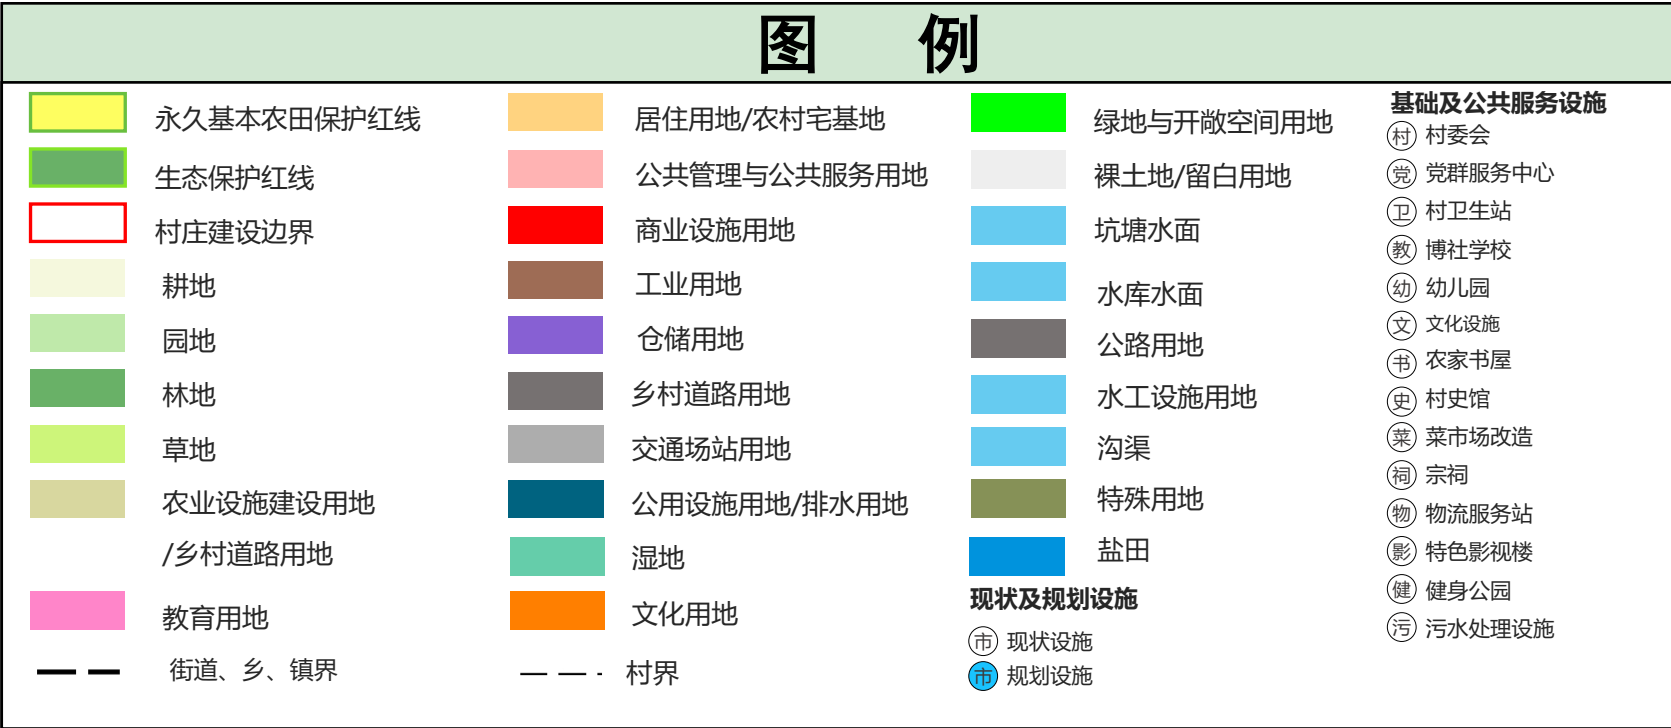 图 例
永久基本农田保护红线
生态保护红线
村庄建设边界
耕地
园地
林地
草地
农业设施建设用地
/乡村道路用地
教育用地
街道、乡、镇界
居住用地/农村宅基地
公共管理与公共服务用地
商业设施用地
工业用地
仓储用地
乡村道路用地
交通场站用地
公用设施用地/排水用地
湿地
文化用地
村界
绿地与开敞空间用地
裸土地/留白用地
坑塘水面
水库水面
公路用地
水工设施用地
沟渠
特殊用地
盐田
现状及规划设施
市 现状设施
市 规划设施
基础及公共服务设施
村 村委会
党 党群服务中心
卫 村卫生站
教 博社学校
幼 幼儿园
文 文化设施
书 农家书屋
史 村史馆
菜 菜市场改造
祠 宗祠
物 物流服务站
影 特色影视楼
健 健身公园
污 污水处理设施